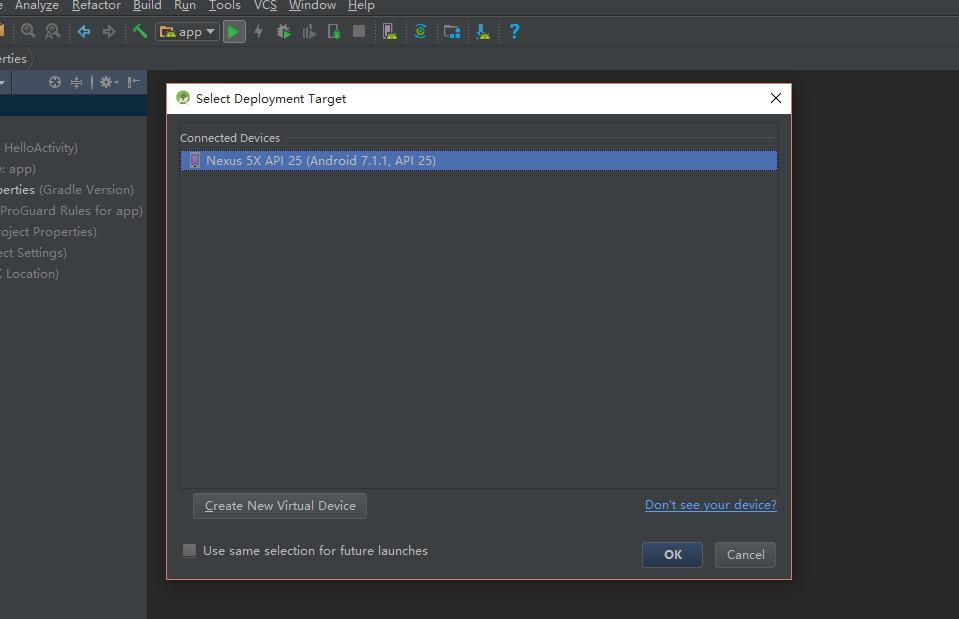 Analyze Refactor Build Run Tools VCS Window Help
app
?
erties
Select Deployment Target
Connected Devices
Nexus 5X API 25 (Android 7.1.1, API 25)
HelloActivity)
e: app)
perties (Gradle Version)
ProGuard Rules for app)
roject Properties)
ect Settings)
K Location)
Create New Virtual Device
Don't see your device?
Use same selection for future launches
OK
Cancel